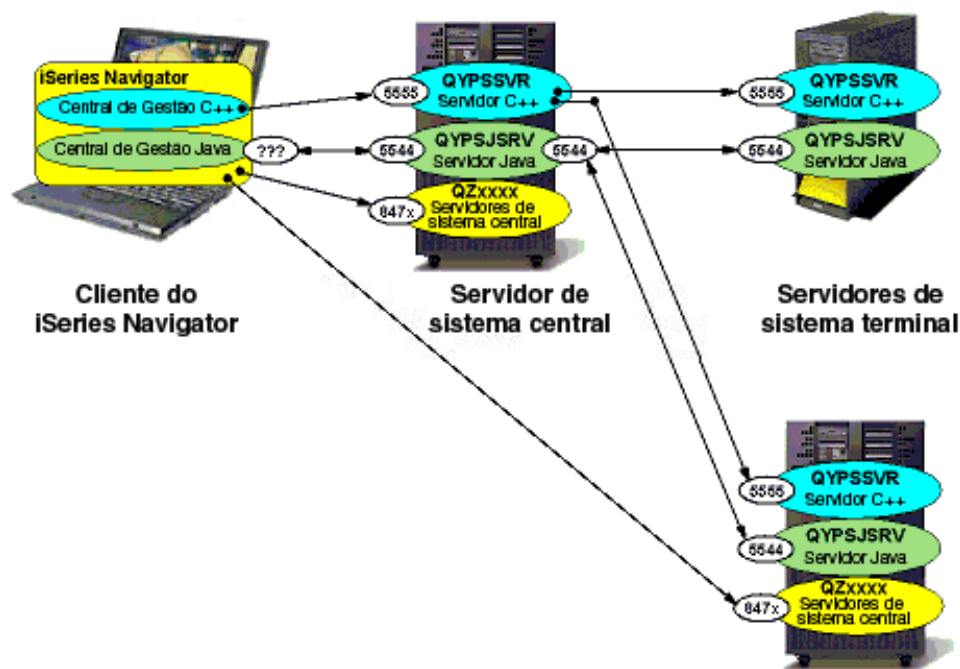 iSeries Navigator
Central de Gestão C++
Central de Gestão Java
???
5555
QYPSSVR
Servidor C++
5544
QYPSJSRV
Servidor Java
5544
847x
QZxxxx
Servidores de
sistema central
5555
QYPSSVR
Servidor C++
5544
QYPSJSRV
Servidor Java
Cliente do
iSeries Navigator
Servidor de
sistema central
Servidores de
sistema terminal
5555
QYPSSVR
Servidor C++
5544
QYPSJSRV
Servidor Java
847x
QZxxxx
Servidores de
sistema central